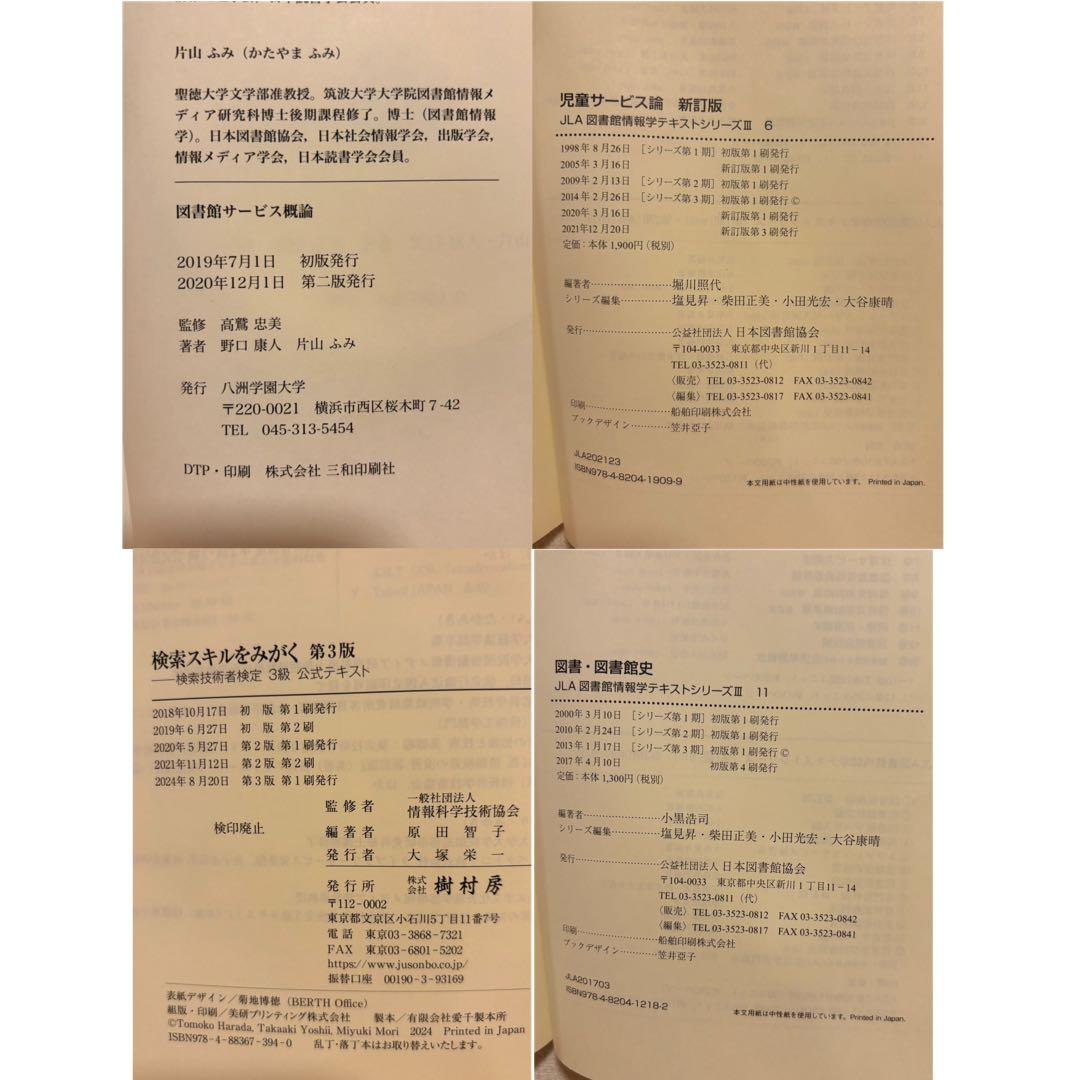 片山 ふみ（かたやま ふみ）
聖徳大学文学部准教授。筑波大学大学院図書館情報メ
ディア研究科博士後期課程修了。博士（図書館情報
学）。日本図書館協会，日本社会情報学会，出版学会，
情報メディア学会，日本読書学会会員。
図書館サービス概論
2019年7月1日 初版発行
2020年12月1日 第二版発行
監修 高鷲 忠美
著者 野口 康人 片山 ふみ
発行 八洲学園大学
〒220-0021 横浜市西区桜木町7-42
TEL 045-313-5454
DTP・印刷 株式会社 三和印刷社
児童サービス論 新訂版
JLA 図書館情報学テキストシリーズⅢ 6
1998年8月26日 ［シリーズ第1期］初版第1刷発行
2005年3月16日 新訂版第1刷発行
2009年2月13日 ［シリーズ第2期］初版第1刷発行
2014年2月26日 ［シリーズ第3期］初版第1刷発行©
2020年3月16日 新訂版第1刷発行
2021年12月20日 新訂版第3刷発行
定価：本体 1,900円（税別）
編著者……………………堀川照代
シリーズ編集……………塩見昇・柴田正美・小田光宏・大谷康晴
発行………………………公益社団法人 日本図書館協会
〒104-0033 東京都中央区新川1丁目11－14
TEL 03-3523-0811（代）
〈販売〉TEL 03-3523-0812 FAX 03-3523-0842
〈編集〉TEL 03-3523-0817 FAX 03-3523-0841
印刷………………………船舶印刷株式会社
ブックデザイン…………笠井亞子
JLA202123
ISBN978-4-8204-1909-9
本文用紙は中性紙を使用しています。 Printed in Japan.
検索スキルをみがく 第3版
――検索技術者検定 3級 公式テキスト
2018年10月17日 初 版 第1刷発行
2019年6月27日 初 版 第2刷
2020年5月27日 第2版 第1刷発行
2021年11月12日 第2版 第2刷
2024年8月20日 第3版 第1刷発行
検印廃止
監修者 一般社団法人 情報科学技術協会
編著者 原田智子
発行者 大塚栄一
発行所 株式会社 樹村房
〒112-0002
東京都文京区小石川5丁目11番7号
電話 東京03-3868-7321
FAX 東京03-6801-5202
https://www.jusonbo.co.jp/
振替口座 00190-3-93169
表紙デザイン／菊地博徳（BERTH Office）
組版・印刷／美研プリンティング株式会社 製本／有限会社愛千製本所
©Tomoko Harada, Takaaki Yoshii, Miyuki Mori 2024 Printed in Japan
ISBN978-4-88367-394-0 乱丁・落丁本はお取り替えいたします。
図書・図書館史
JLA 図書館情報学テキストシリーズⅢ 11
2000年3月10日 ［シリーズ第1期］初版第1刷発行
2010年2月24日 ［シリーズ第2期］初版第1刷発行
2013年1月17日 ［シリーズ第3期］初版第1刷発行©
2017年4月10日 初版第4刷発行
定価：本体 1,300円（税別）
編著者……………………小黒浩司
シリーズ編集……………塩見昇・柴田正美・小田光宏・大谷康晴
発行………………………公益社団法人 日本図書館協会
〒104-0033 東京都中央区新川1丁目11－14
TEL 03-3523-0811（代）
〈販売〉TEL 03-3523-0812 FAX 03-3523-0842
〈編集〉TEL 03-3523-0817 FAX 03-3523-0841
印刷………………………船舶印刷株式会社
ブックデザイン…………笠井亞子
JLA201703
ISBN978-4-8204-1218-2
本文用紙は中性紙を使用しています。Printed in Japan.